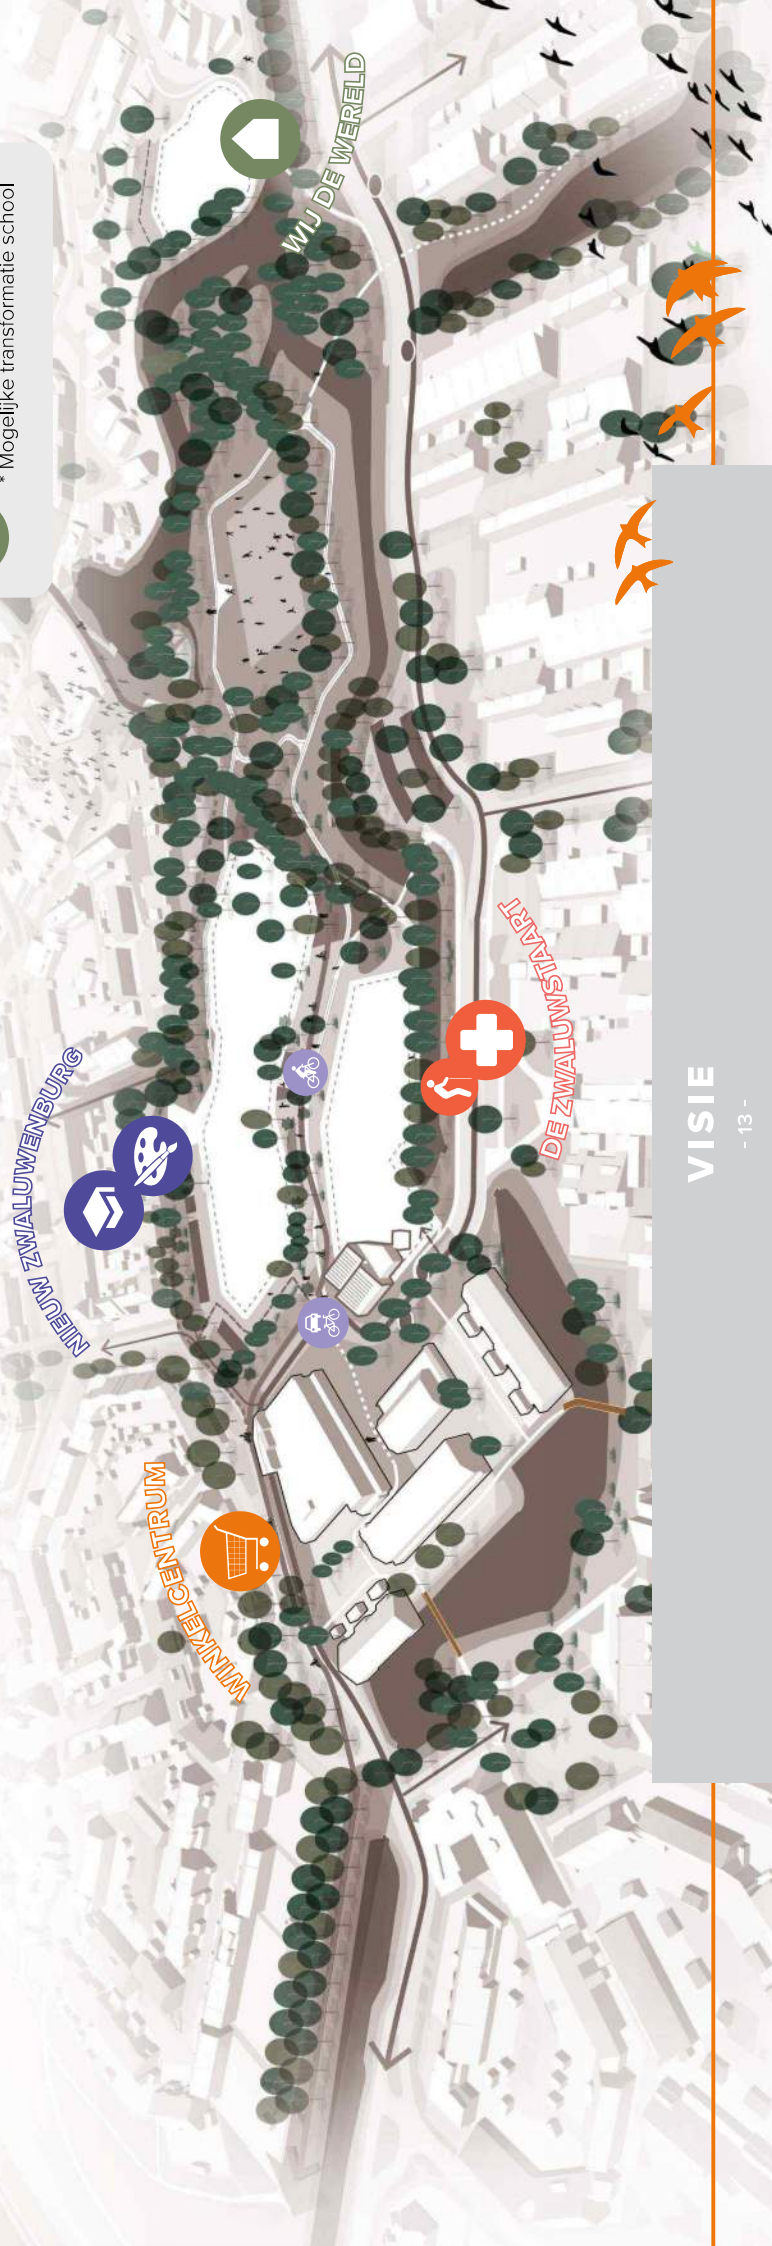 * Mogelijke transformatie school
WIJ DE WERELD
NIEUW ZWALUWENBURG
DE ZWALUWSTAART
WINKELCENTRUM
VISIE
- 13 -